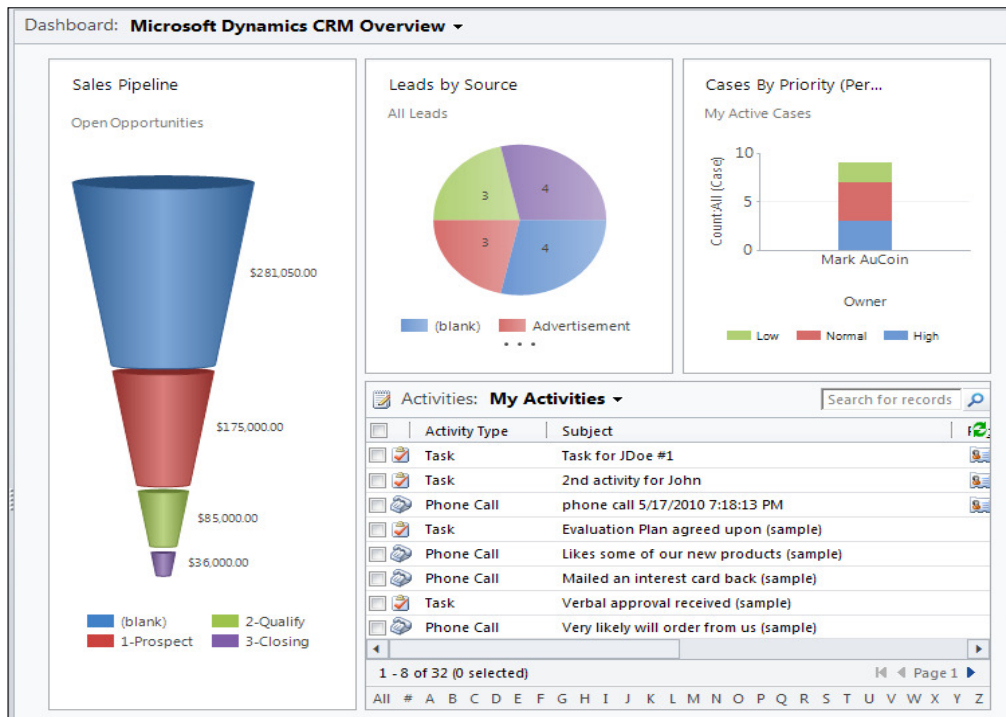 Dashboard: Microsoft Dynamics CRM Overview
Sales Pipeline
Open Opportunities
$281,050.00
$175,000.00
$85,000.00
$36,000.00
(blank) 2-Qualify
1-Prospect 3-Closing
Leads by Source
All Leads
3 4
3 4
(blank) Advertisement
Cases By Priority (Per...
My Active Cases
10
5
0
Count:All (Case)
Mark AuCoin
Owner
Low Normal High
Activities: My Activities
Search for records
Activity Type Subject
Task Task for JDoe #1
Task 2nd activity for John
Phone Call phone call 5/17/2010 7:18:13 PM
Task Evaluation Plan agreed upon (sample)
Phone Call Likes some of our new products (sample)
Phone Call Mailed an interest card back (sample)
Task Verbal approval received (sample)
Phone Call Very likely will order from us (sample)
1 - 8 of 32 (0 selected) Page 1
All # A B C D E F G H I J K L M N O P Q R S T U V W X Y Z